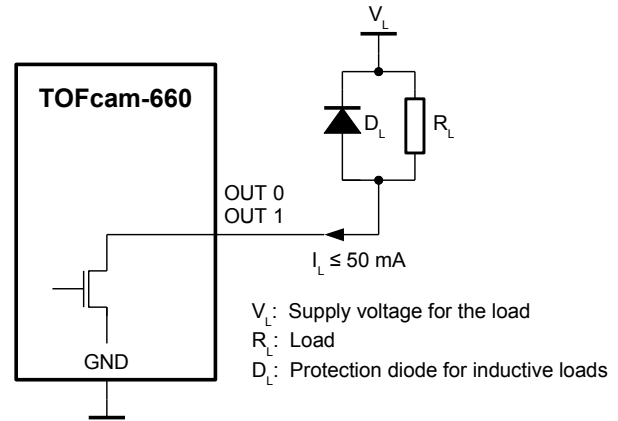 V_L
TOFcam-660
D_L
R_L
OUT 0
OUT 1
I_L ≤ 50 mA
V_L: Supply voltage for the load
R_L: Load
D_L: Protection diode for inductive loads
GND